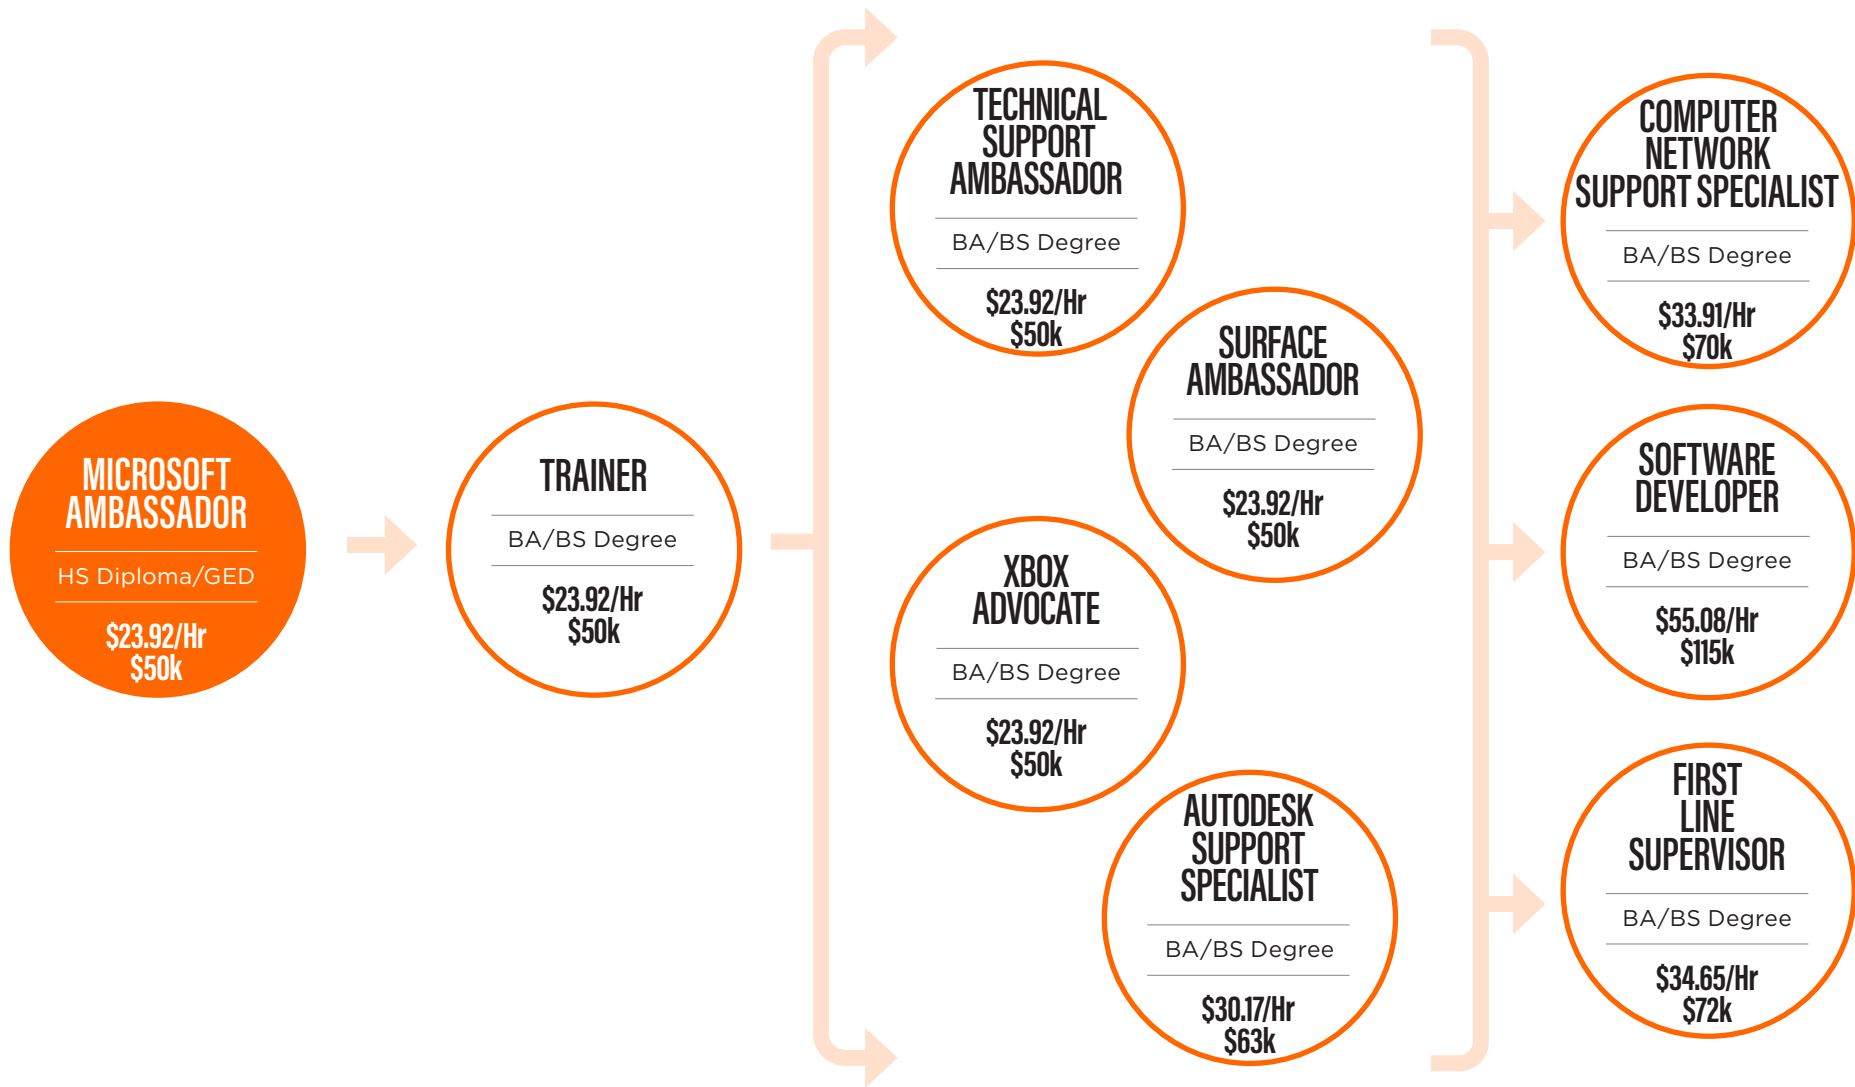 MICROSOFT
AMBASSADOR
HS Diploma/GED
$23.92/Hr
$50k
TRAINER
BA/BS Degree
$23.92/Hr
$50k
TECHNICAL
SUPPORT
AMBASSADOR
BA/BS Degree
$23.92/Hr
$50k
SURFACE
AMBASSADOR
BA/BS Degree
$23.92/Hr
$50k
XBOX
ADVOCATE
BA/BS Degree
$23.92/Hr
$50k
AUTODESK
SUPPORT
SPECIALIST
BA/BS Degree
$30.17/Hr
$63k
COMPUTER
NETWORK
SUPPORT SPECIALIST
BA/BS Degree
$33.91/Hr
$70k
SOFTWARE
DEVELOPER
BA/BS Degree
$55.08/Hr
$115k
FIRST
LINE
SUPERVISOR
BA/BS Degree
$34.65/Hr
$72k